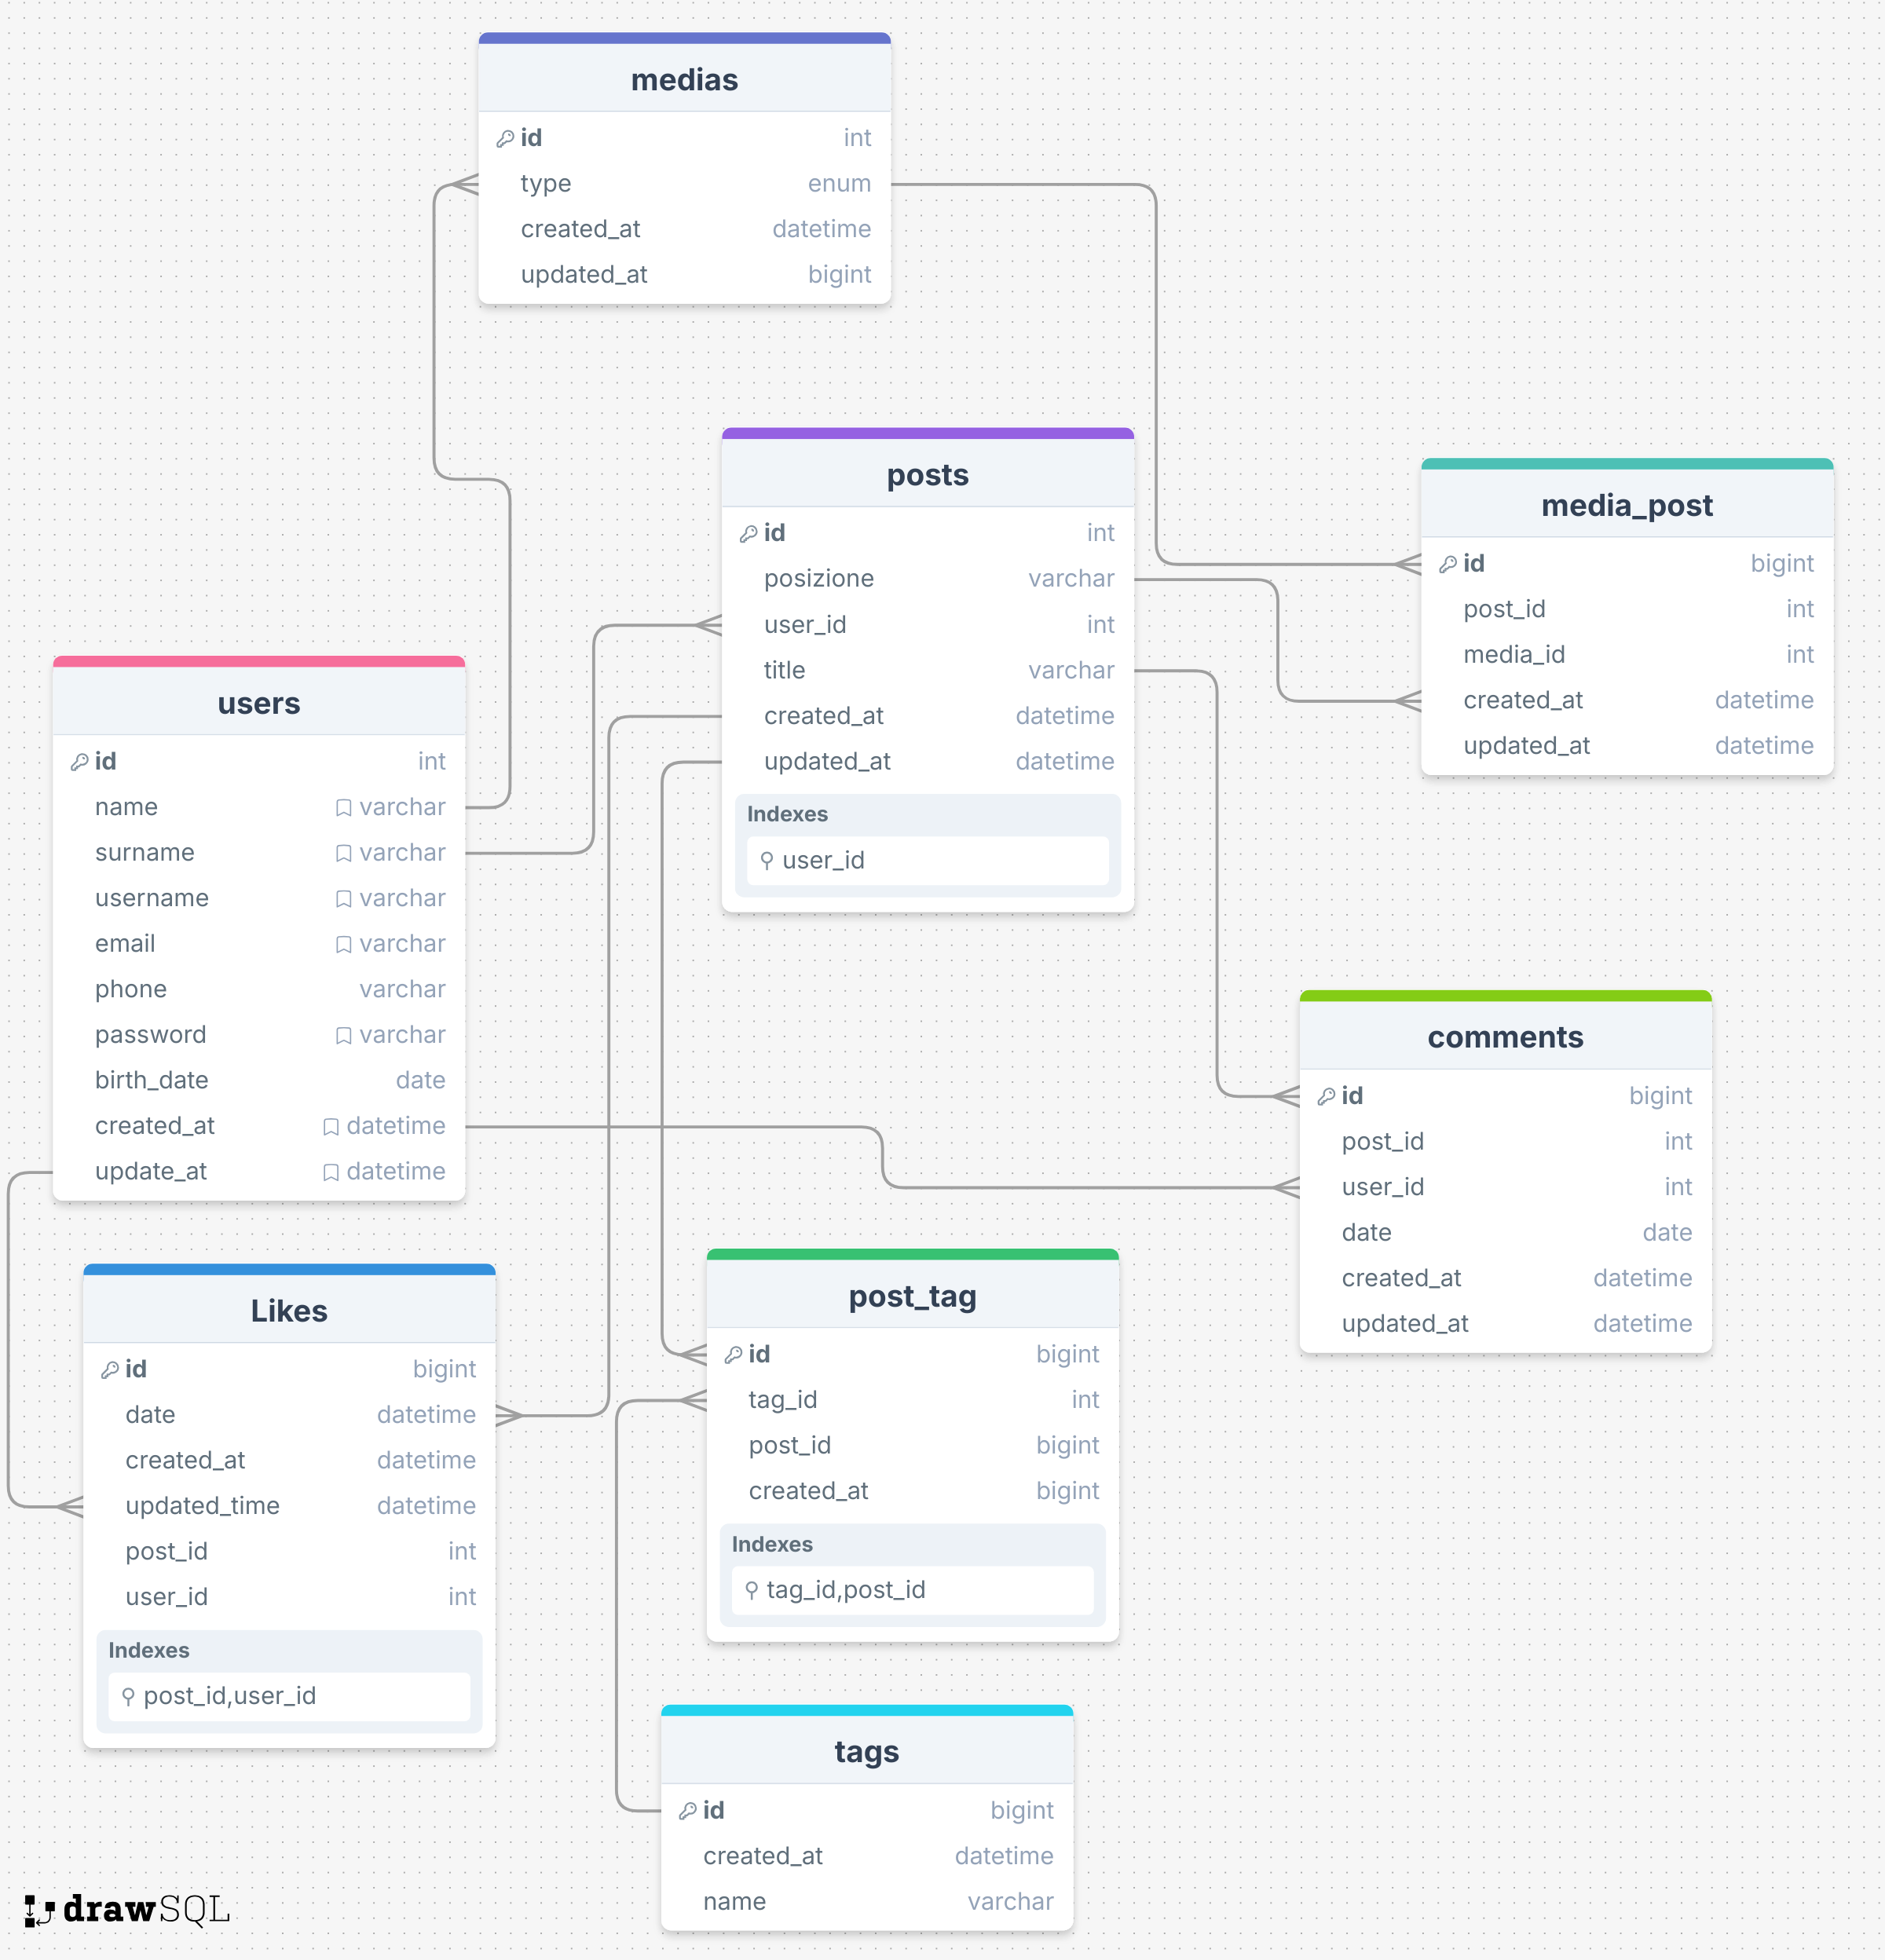 medias
id int
type enum
created_at datetime
updated_at bigint
posts
id int
posizione varchar
user_id int
title varchar
created_at datetime
updated_at datetime
Indexes
user_id
media_post
id bigint
post_id int
media_id int
created_at datetime
updated_at datetime
users
id int
name varchar
surname varchar
username varchar
email varchar
phone varchar
password varchar
birth_date date
created_at datetime
update_at datetime
comments
id bigint
post_id int
user_id int
date date
created_at datetime
updated_at datetime
Likes
id bigint
date datetime
created_at datetime
updated_time datetime
post_id int
user_id int
Indexes
post_id,user_id
post_tag
id bigint
tag_id int
post_id bigint
created_at bigint
Indexes
tag_id,post_id
tags
id bigint
created_at datetime
name varchar
drawSQL